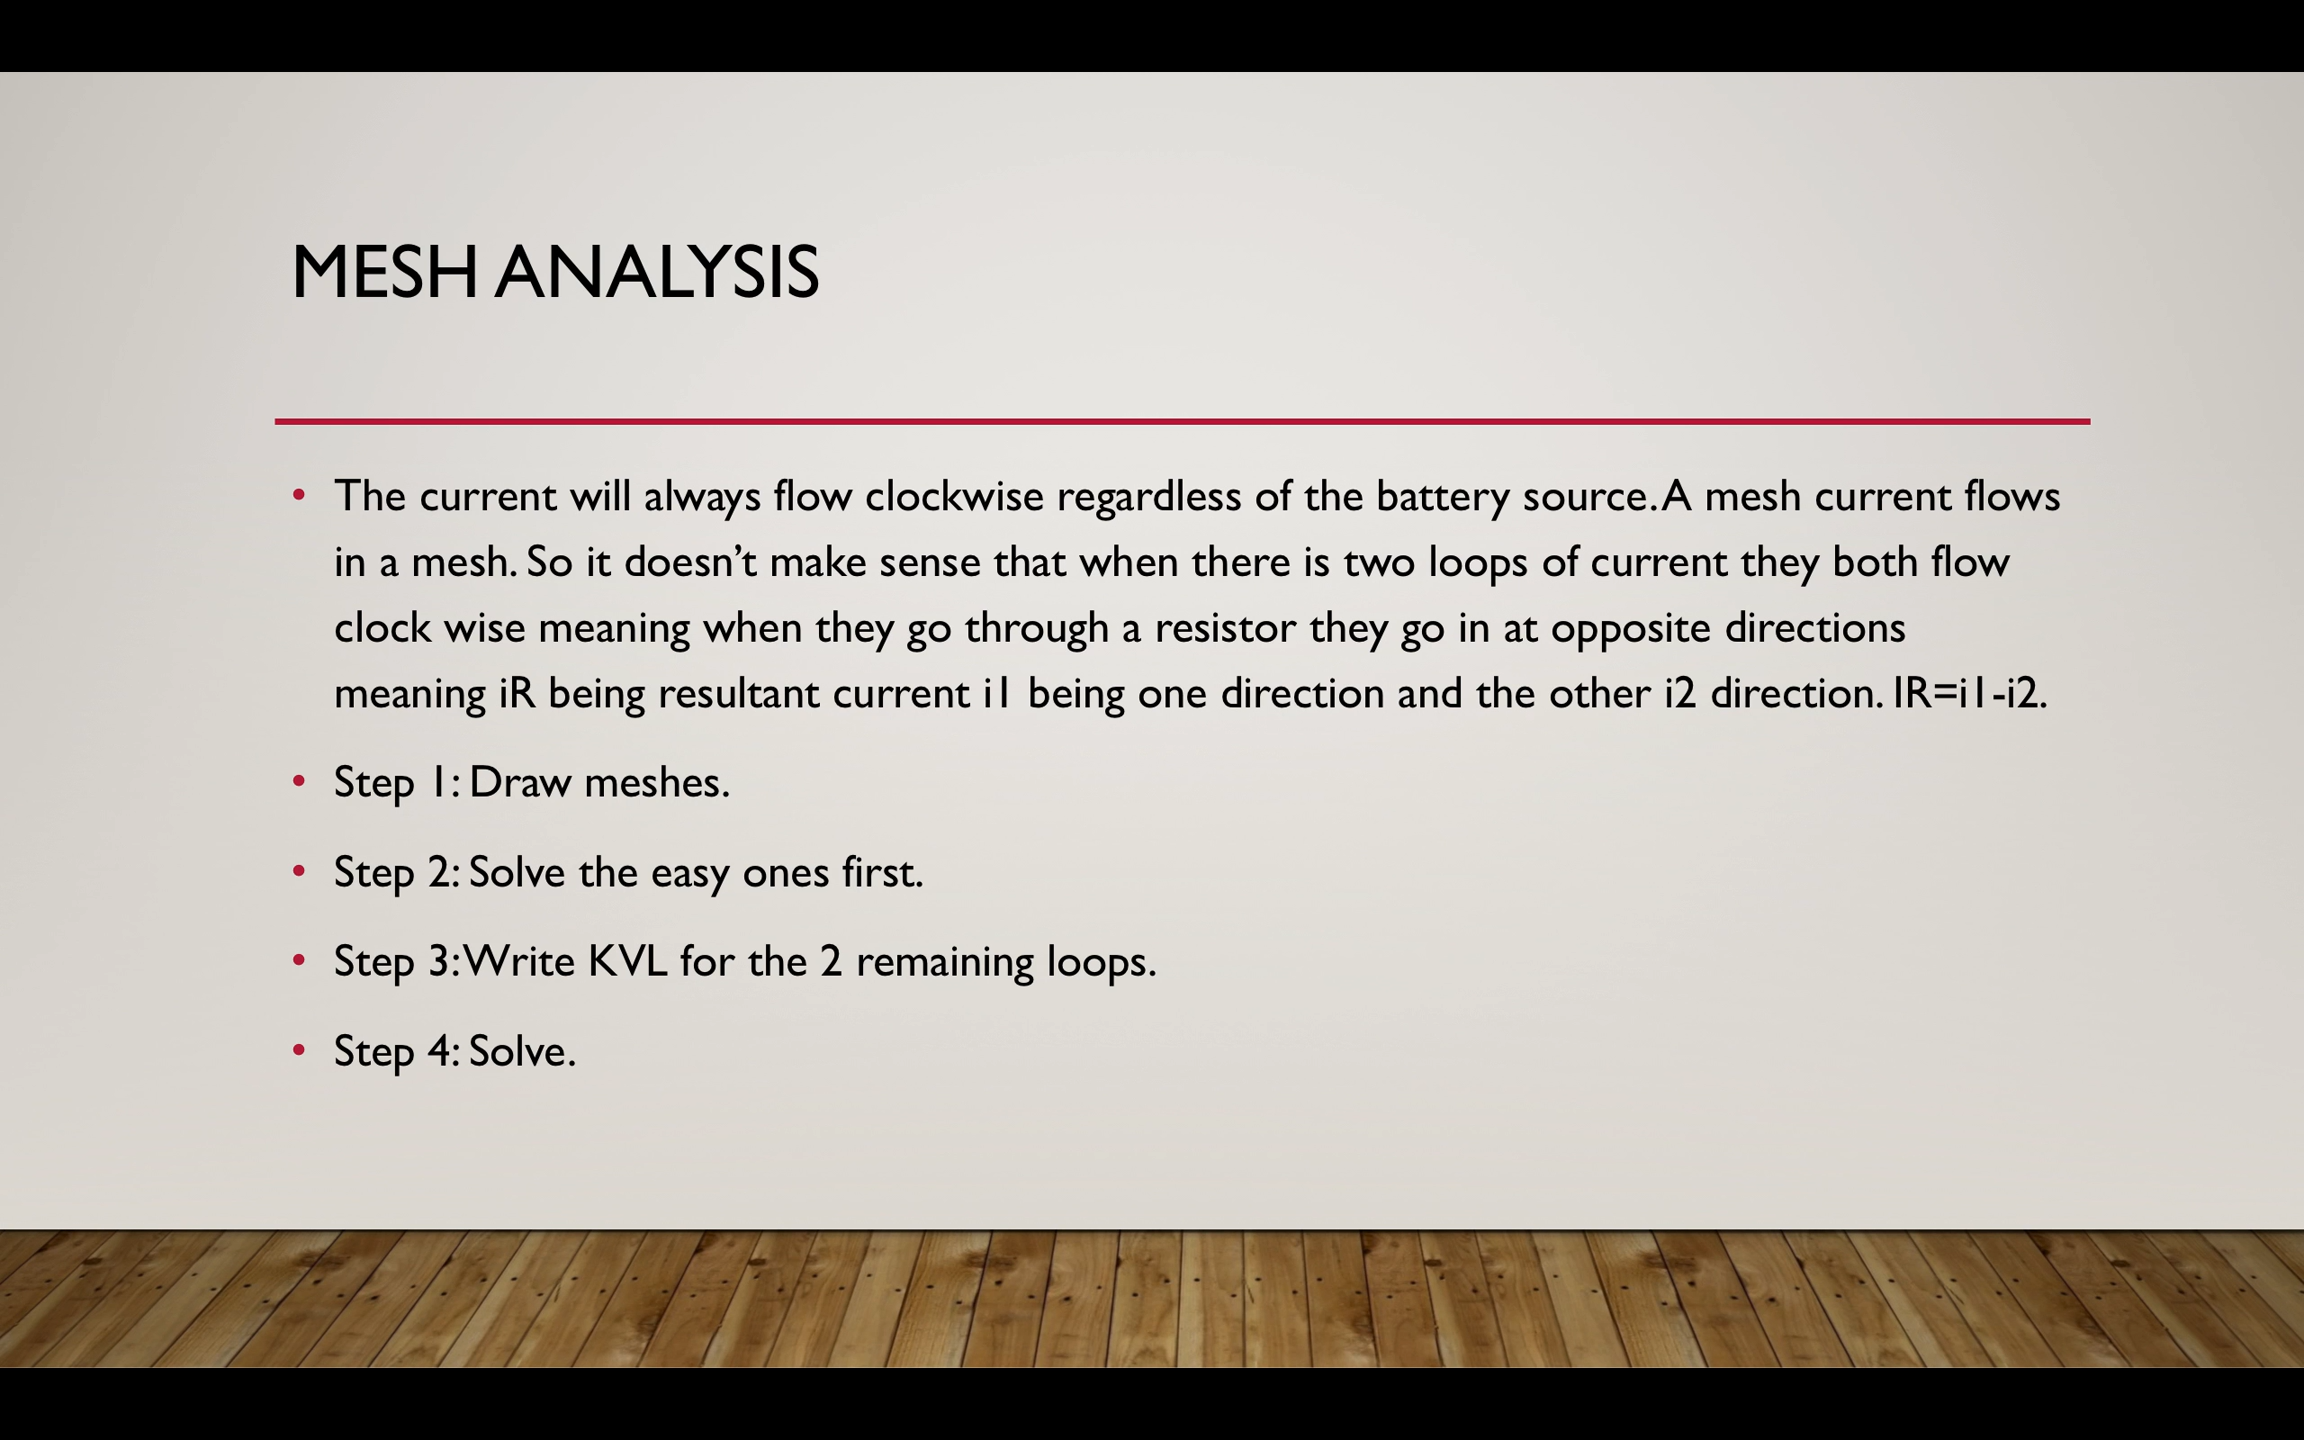 MESH ANALYSIS
• The current will always flow clockwise regardless of the battery source. A mesh current flows
in a mesh. So it doesn’t make sense that when there is two loops of current they both flow
clock wise meaning when they go through a resistor they go in at opposite directions
meaning iR being resultant current i1 being one direction and the other i2 direction. IR=i1-i2.
• Step 1: Draw meshes.
• Step 2: Solve the easy ones first.
• Step 3: Write KVL for the 2 remaining loops.
• Step 4: Solve.